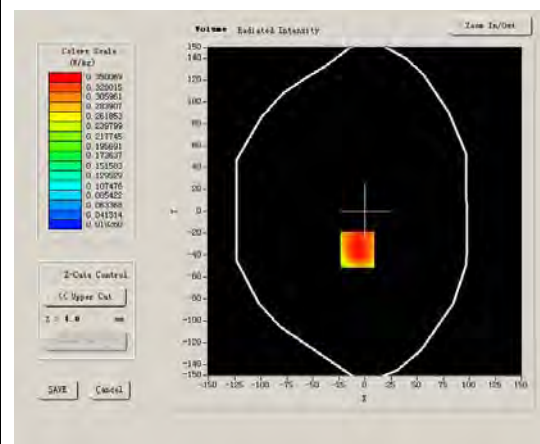 Volume Radiated Intensity
Zoom In/Out
Colors Scale
(W/kg)
0.350069
0.328015
0.305961
0.283907
0.261853
0.239799
0.217745
0.195691
0.173637
0.151583
0.129529
0.107476
0.085422
0.063368
0.041314
0.019260
Z-Cuts Control
<< Upper Cut
Z = 4.0 mm
SAVE
Cancel
150
120
100
80
60
40
20
0
-20
-40
-60
-80
-100
-120
-140
-150
Y
-150 -125 -100 -75 -50 -25 0 25 50 75 100 125 150
X